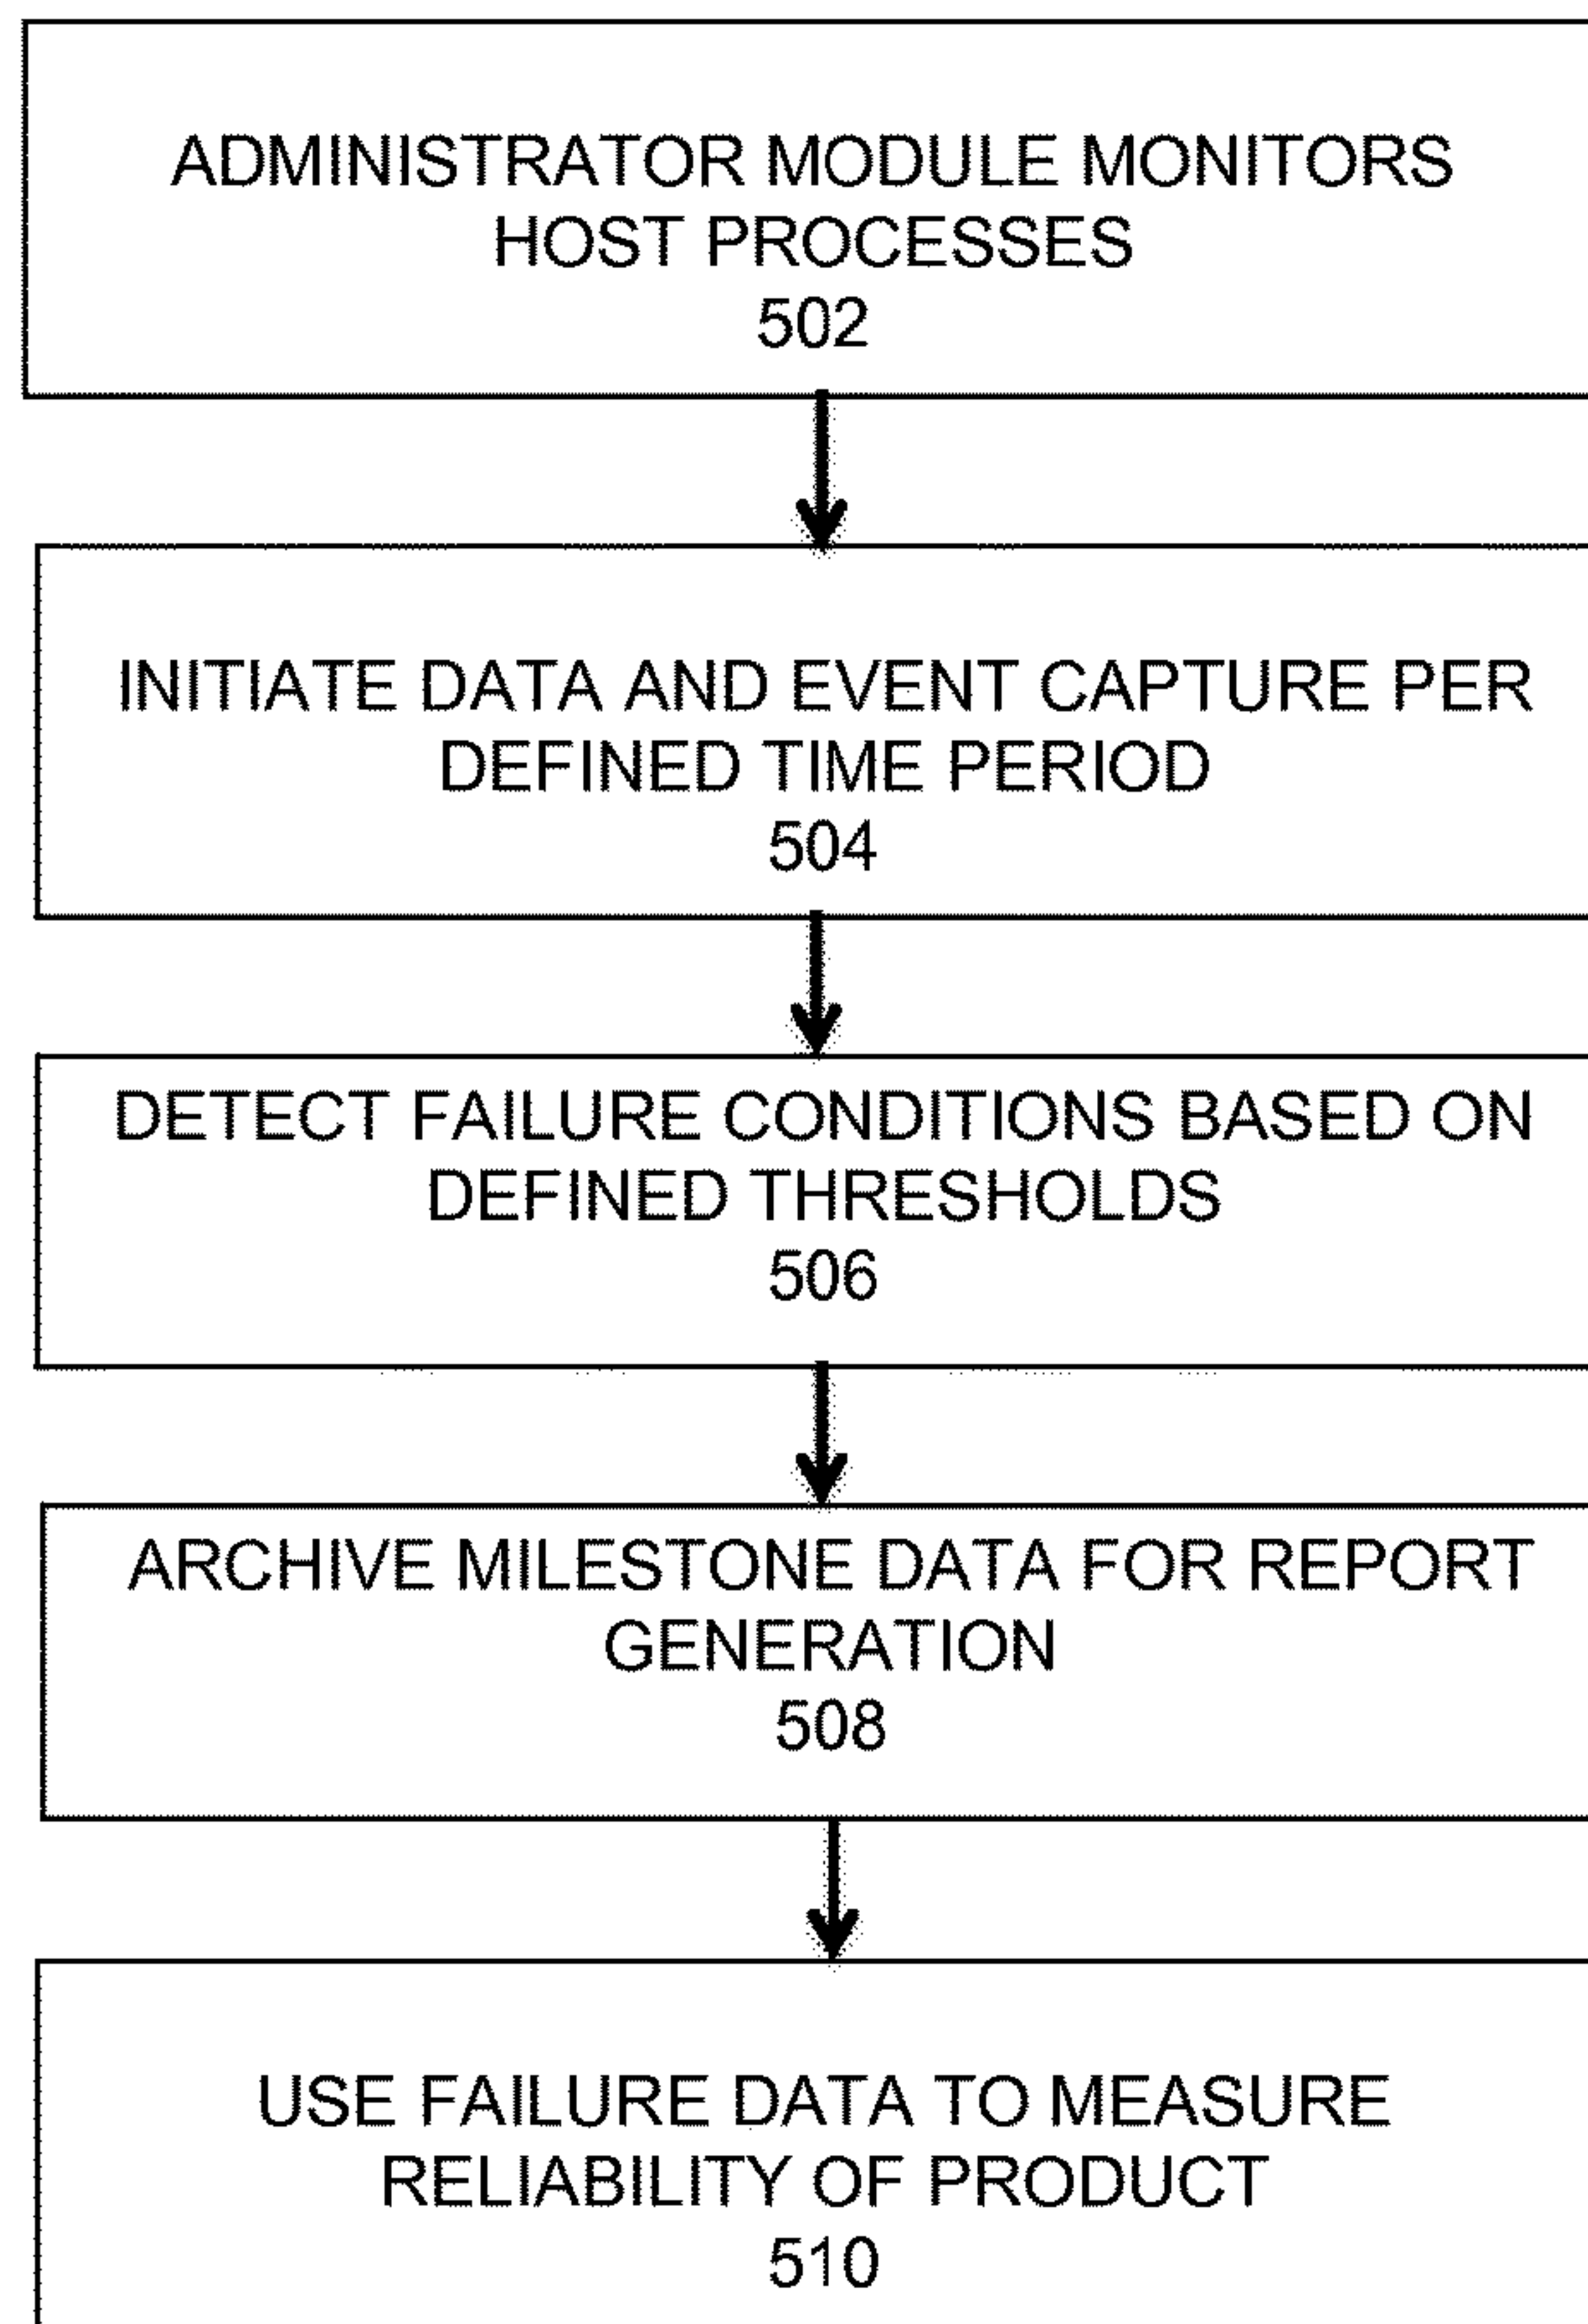 ADMINISTRATOR MODULE MONITORS
HOST PROCESSES
502
INITIATE DATA AND EVENT CAPTURE PER
DEFINED TIME PERIOD
504
DETECT FAILURE CONDITIONS BASED ON
DEFINED THRESHOLDS
506
ARCHIVE MILESTONE DATA FOR REPORT
GENERATION
508
USE FAILURE DATA TO MEASURE
RELIABILITY OF PRODUCT
510